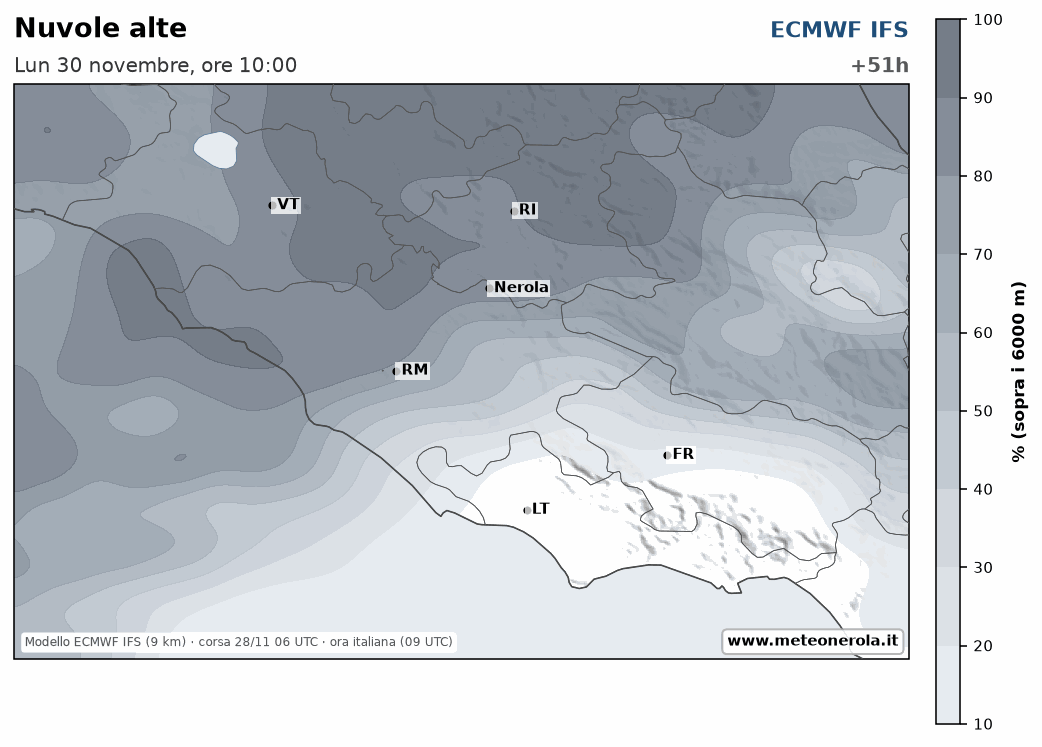 Nuvole alte
ECMWF IFS
Lun 30 novembre, ore 10:00
+51h
VT
RI
Nerola
RM
FR
LT
Modello ECMWF IFS (9 km) · corsa 28/11 06 UTC · ora italiana (09 UTC)
www.meteonerola.it
100
90
80
70
60
50
40
30
20
10
% (sopra i 6000 m)